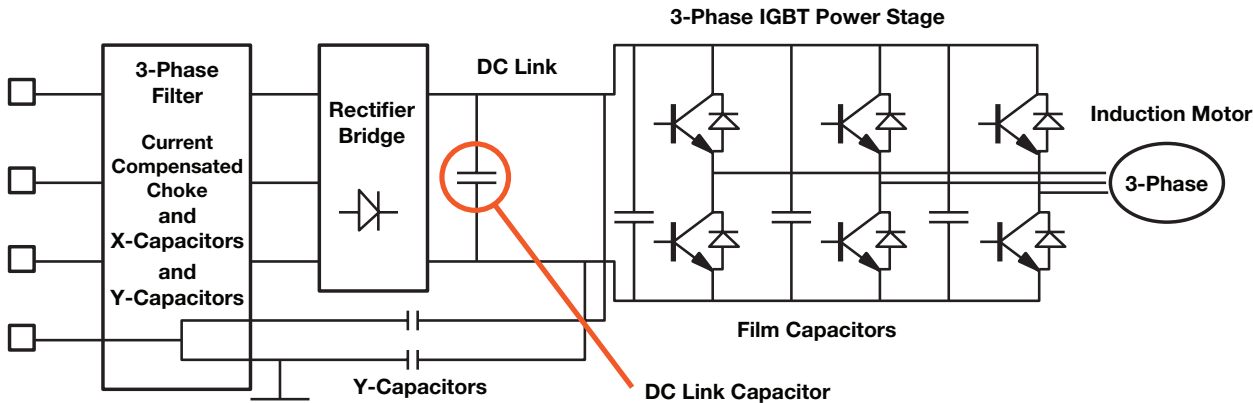 3-Phase IGBT Power Stage
3-Phase
Filter
Current
Compensated
Choke
and
X-Capacitors
and
Y-Capacitors
Rectifier
Bridge
DC Link
Induction Motor
3-Phase
Film Capacitors
Y-Capacitors
DC Link Capacitor